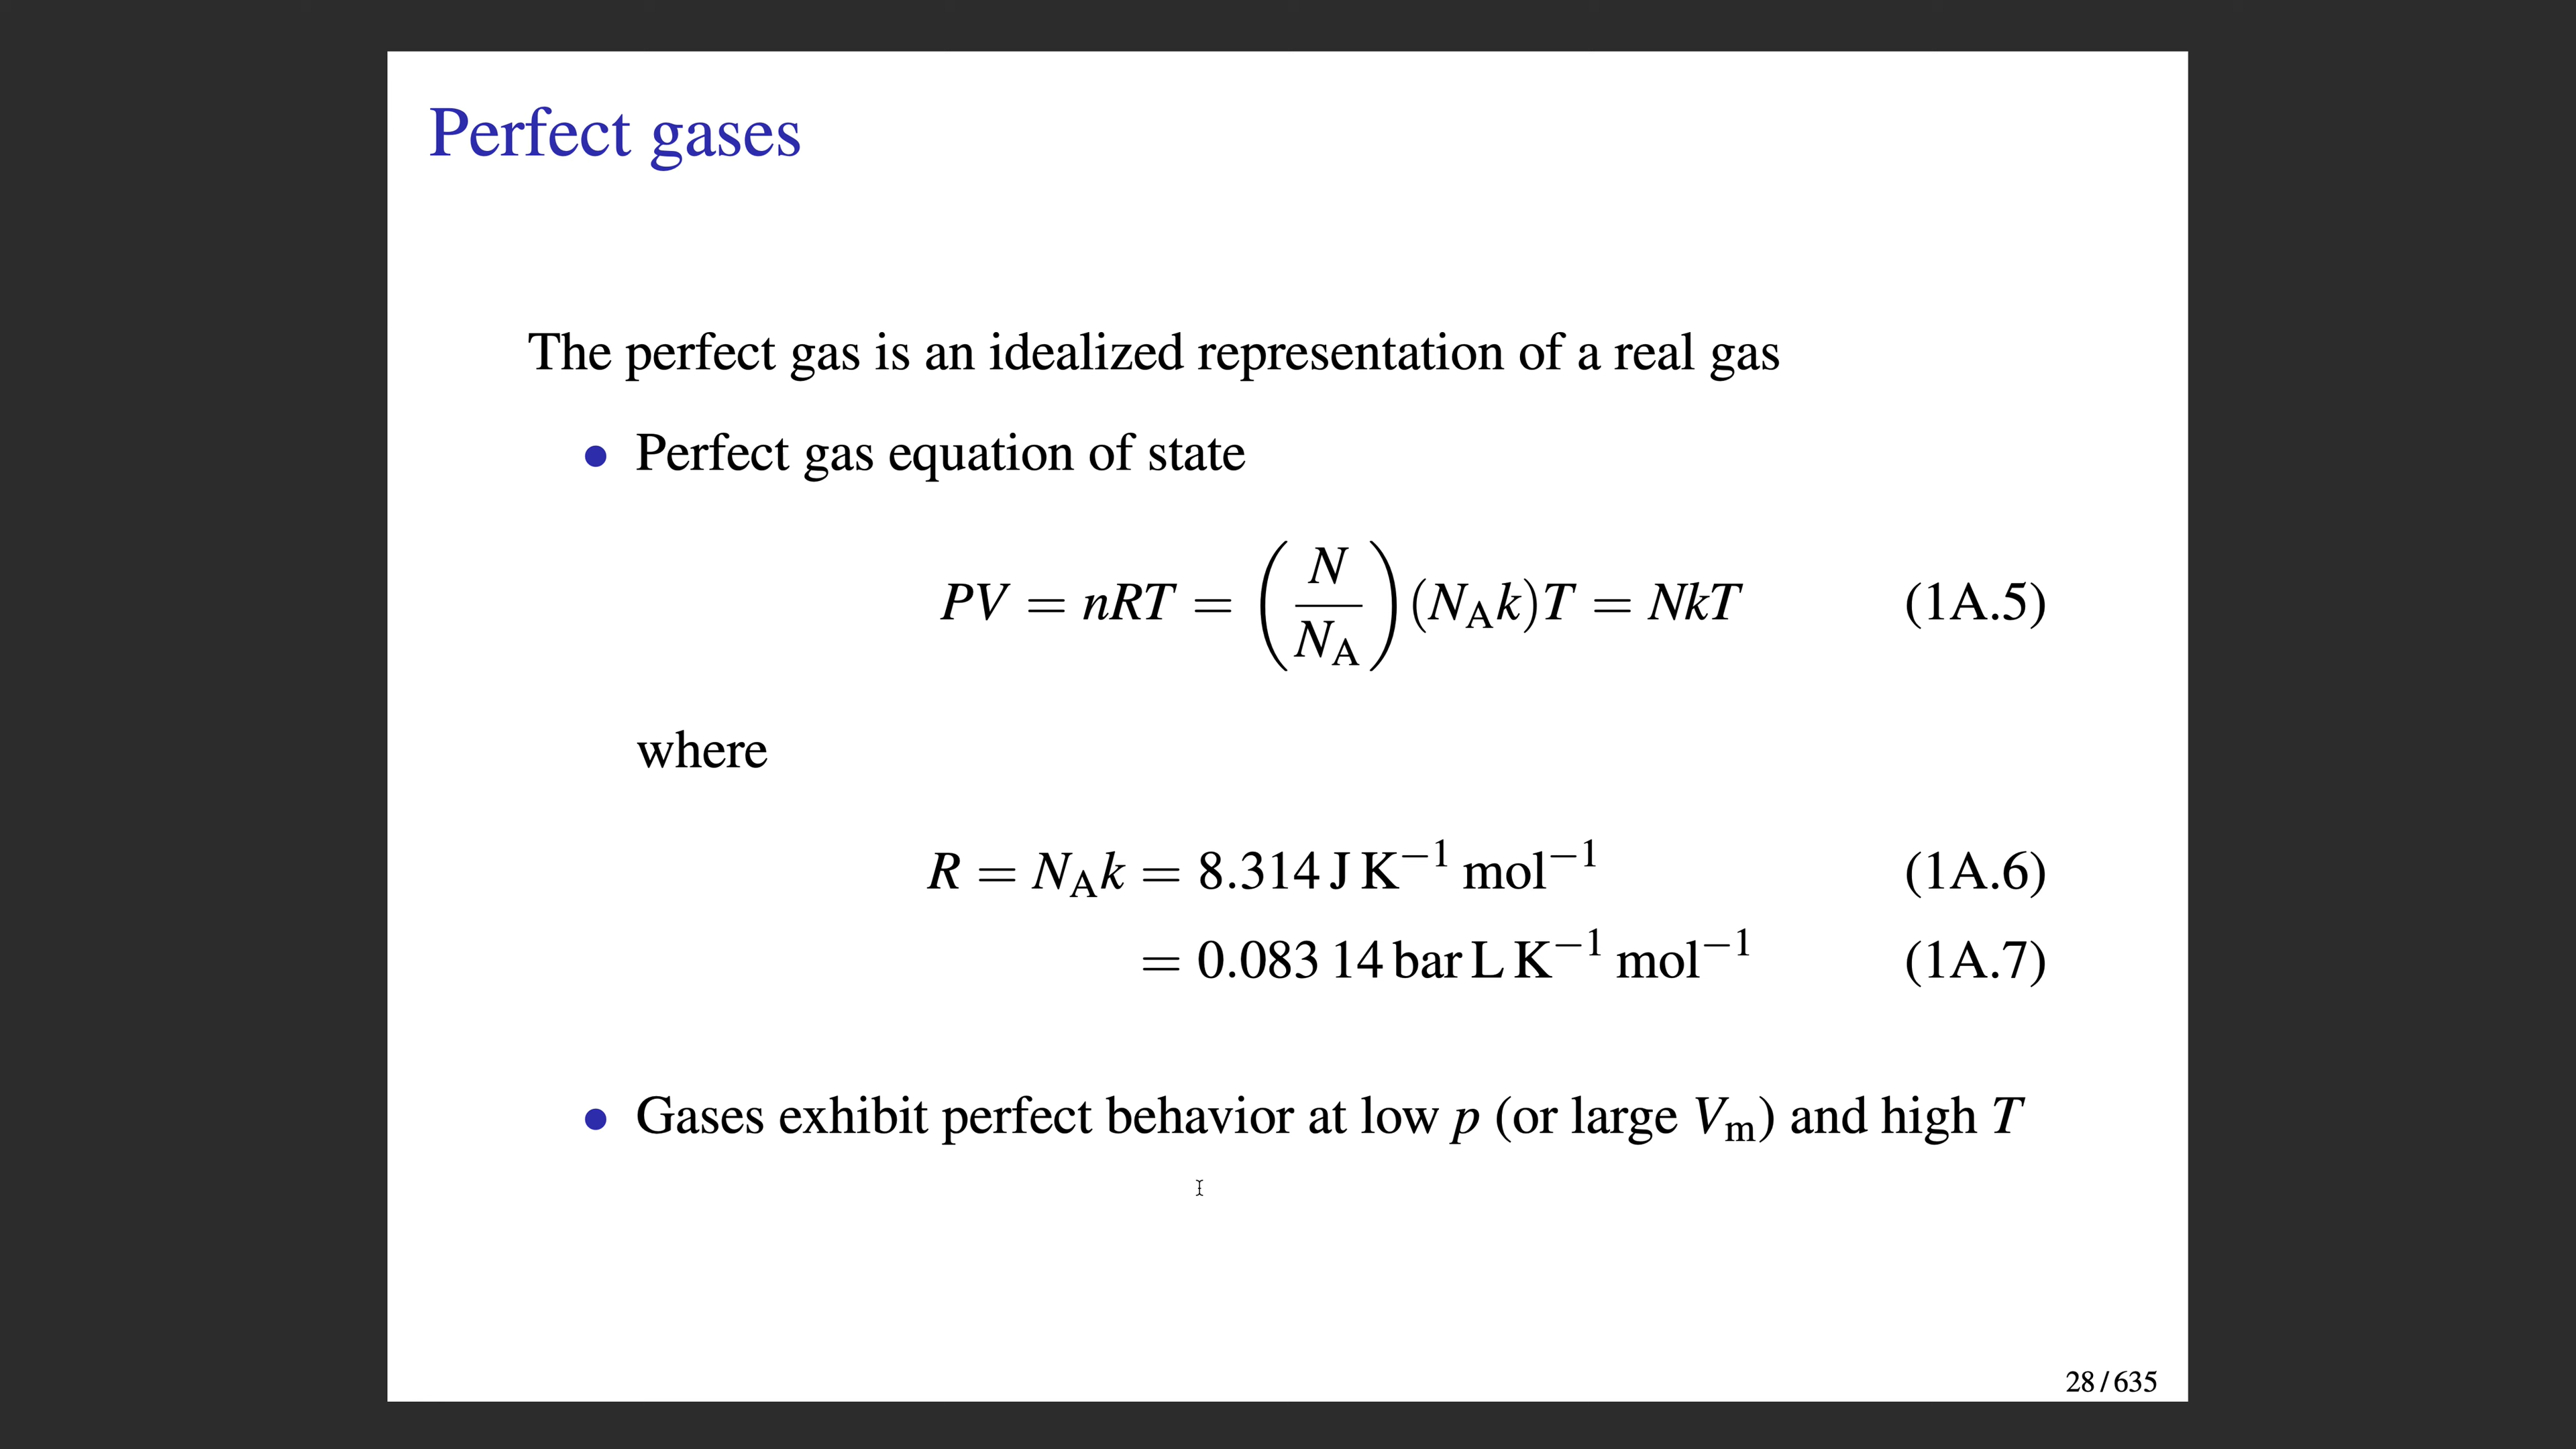 Perfect gases
The perfect gas is an idealized representation of a real gas
• Perfect gas equation of state
PV = nRT = (N/N_A)(N_A k)T = NkT (1A.5)
where
R = N_A k = 8.314 J K⁻¹ mol⁻¹ (1A.6)
= 0.083 14 bar L K⁻¹ mol⁻¹ (1A.7)
• Gases exhibit perfect behavior at low p (or large V_m) and high T
28 / 635